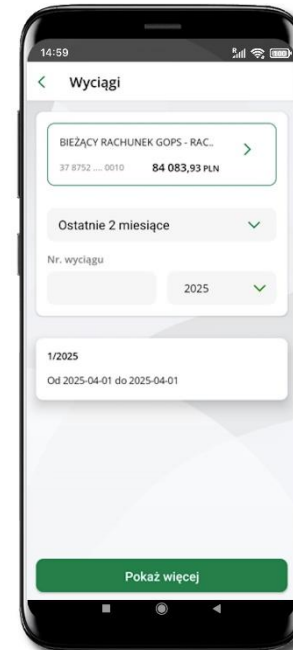 14:59
Wyciągi
BIEŻĄCY RACHUNEK GOPS - RAC..
37 8752 .... 0010 84 083,93 PLN
Ostatnie 2 miesiące
Nr. wyciągu
2025
1/2025
Od 2025-04-01 do 2025-04-01
Pokaż więcej